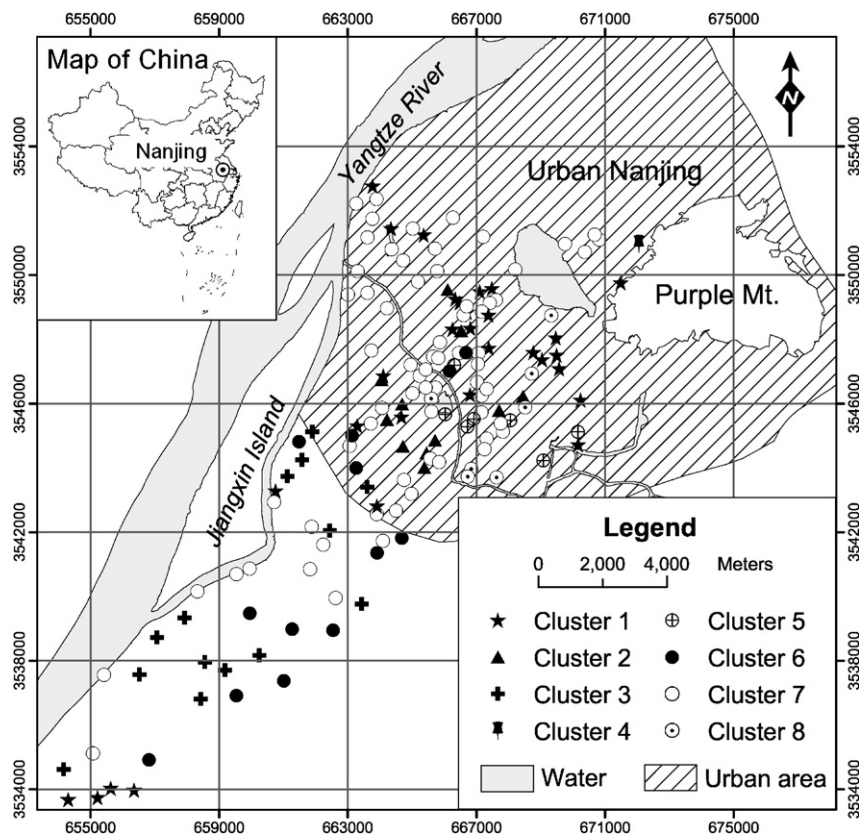 655000 659000 663000 667000 671000 675000
Map of China
Nanjing
Yangtze River
Urban Nanjing
Purple Mt.
Jiangxin Island
N
3554000
3550000
3546000
3542000
3538000
3534000
3554000
3550000
3546000
3542000
3538000
3534000
Legend
0 2,000 4,000 Meters
Cluster 1 Cluster 5
Cluster 2 Cluster 6
Cluster 3 Cluster 7
Cluster 4 Cluster 8
Water Urban area
655000 659000 663000 667000 671000 675000